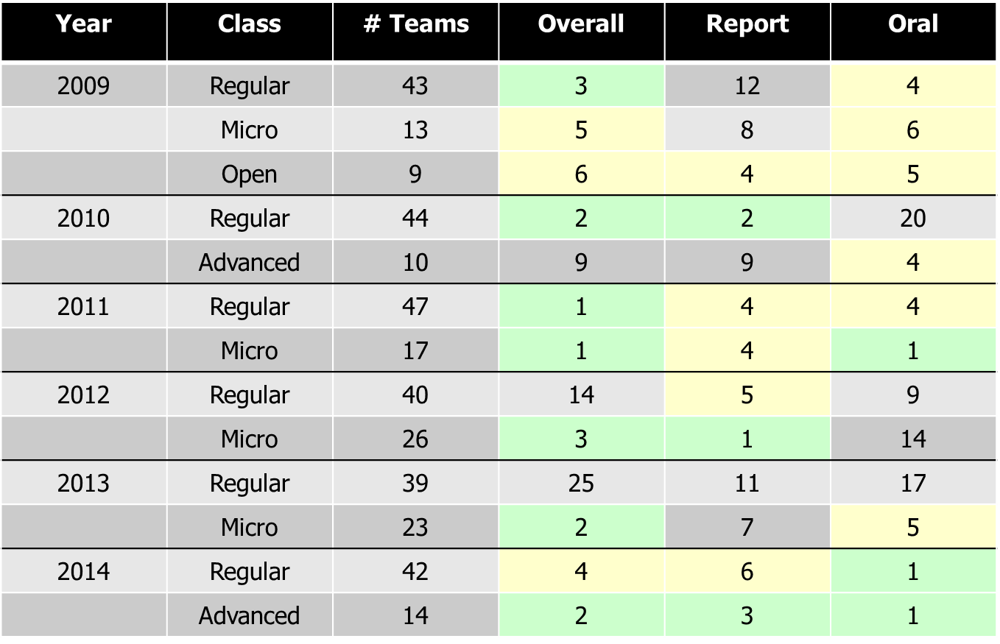 Year Class # Teams Overall Report Oral
2009 Regular 43 3 12 4
Micro 13 5 8 6
Open 9 6 4 5
2010 Regular 44 2 2 20
Advanced 10 9 9 4
2011 Regular 47 1 4 4
Micro 17 1 4 1
2012 Regular 40 14 5 9
Micro 26 3 1 14
2013 Regular 39 25 11 17
Micro 23 2 7 5
2014 Regular 42 4 6 1
Advanced 14 2 3 1